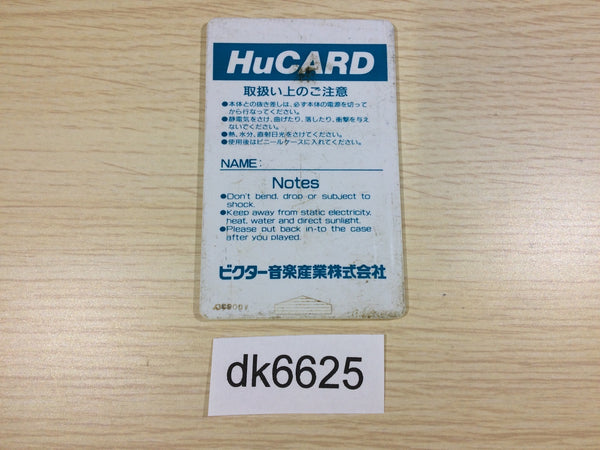 HuCARD
取扱い上のご注意
●本体との抜き差しは、必ず本体の電源を切って
から行なってください。
●静電気をさけ、曲げたり、落したり、衝撃を与え
ないでください。
●熱、水分、直射日光をさけてください。
●使用後はビニールケースに入れてください。
NAME:
Notes
●Don't bend, drop or subject to
shock.
●Keep away from static electricity,
heat, water and direct sunlight.
●Please put back in-to the case
after you played.
ビクター音楽産業株式会社
dk6625